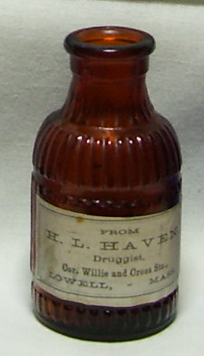 FROM
H. L. HAVEN
Druggist,
Cor. Willie and Cross Sts.,
LOWELL, - MASS.